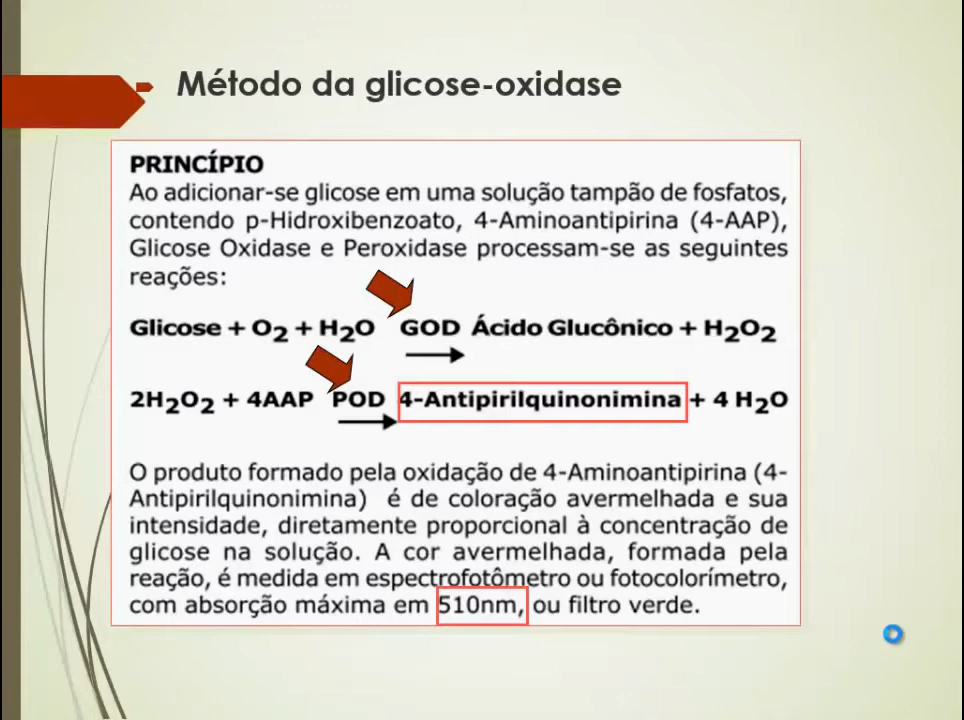 Método da glicose-oxidase
PRINCÍPIO
Ao adicionar-se glicose em uma solução tampão de fosfatos,
contendo p-Hidroxibenzoato, 4-Aminoantipirina (4-AAP),
Glicose Oxidase e Peroxidase processam-se as seguintes
reações:
Glicose + O₂ + H₂O GOD Ácido Glucônico + H₂O₂
2H₂O₂ + 4AAP POD 4-Antipirilquinonimina + 4 H₂O
O produto formado pela oxidação de 4-Aminoantipirina (4-
Antipirilquinonimina) é de coloração avermelhada e sua
intensidade, diretamente proporcional à concentração de
glicose na solução. A cor avermelhada, formada pela
reação, é medida em espectrofotômetro ou fotocolorímetro,
com absorção máxima em 510nm, ou filtro verde.